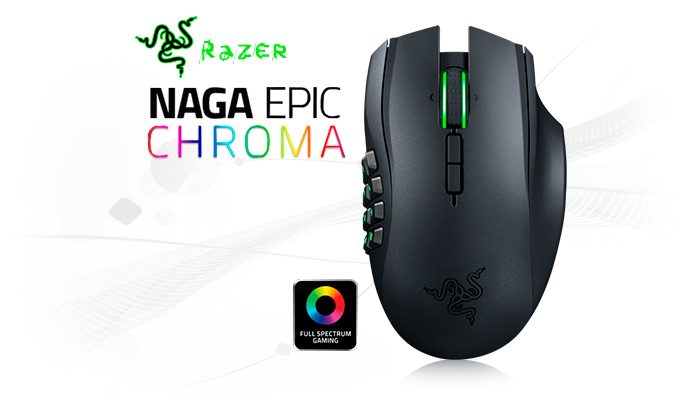 RAZER
NAGA EPIC
CHROMA
FULL SPECTRUM
GAMING